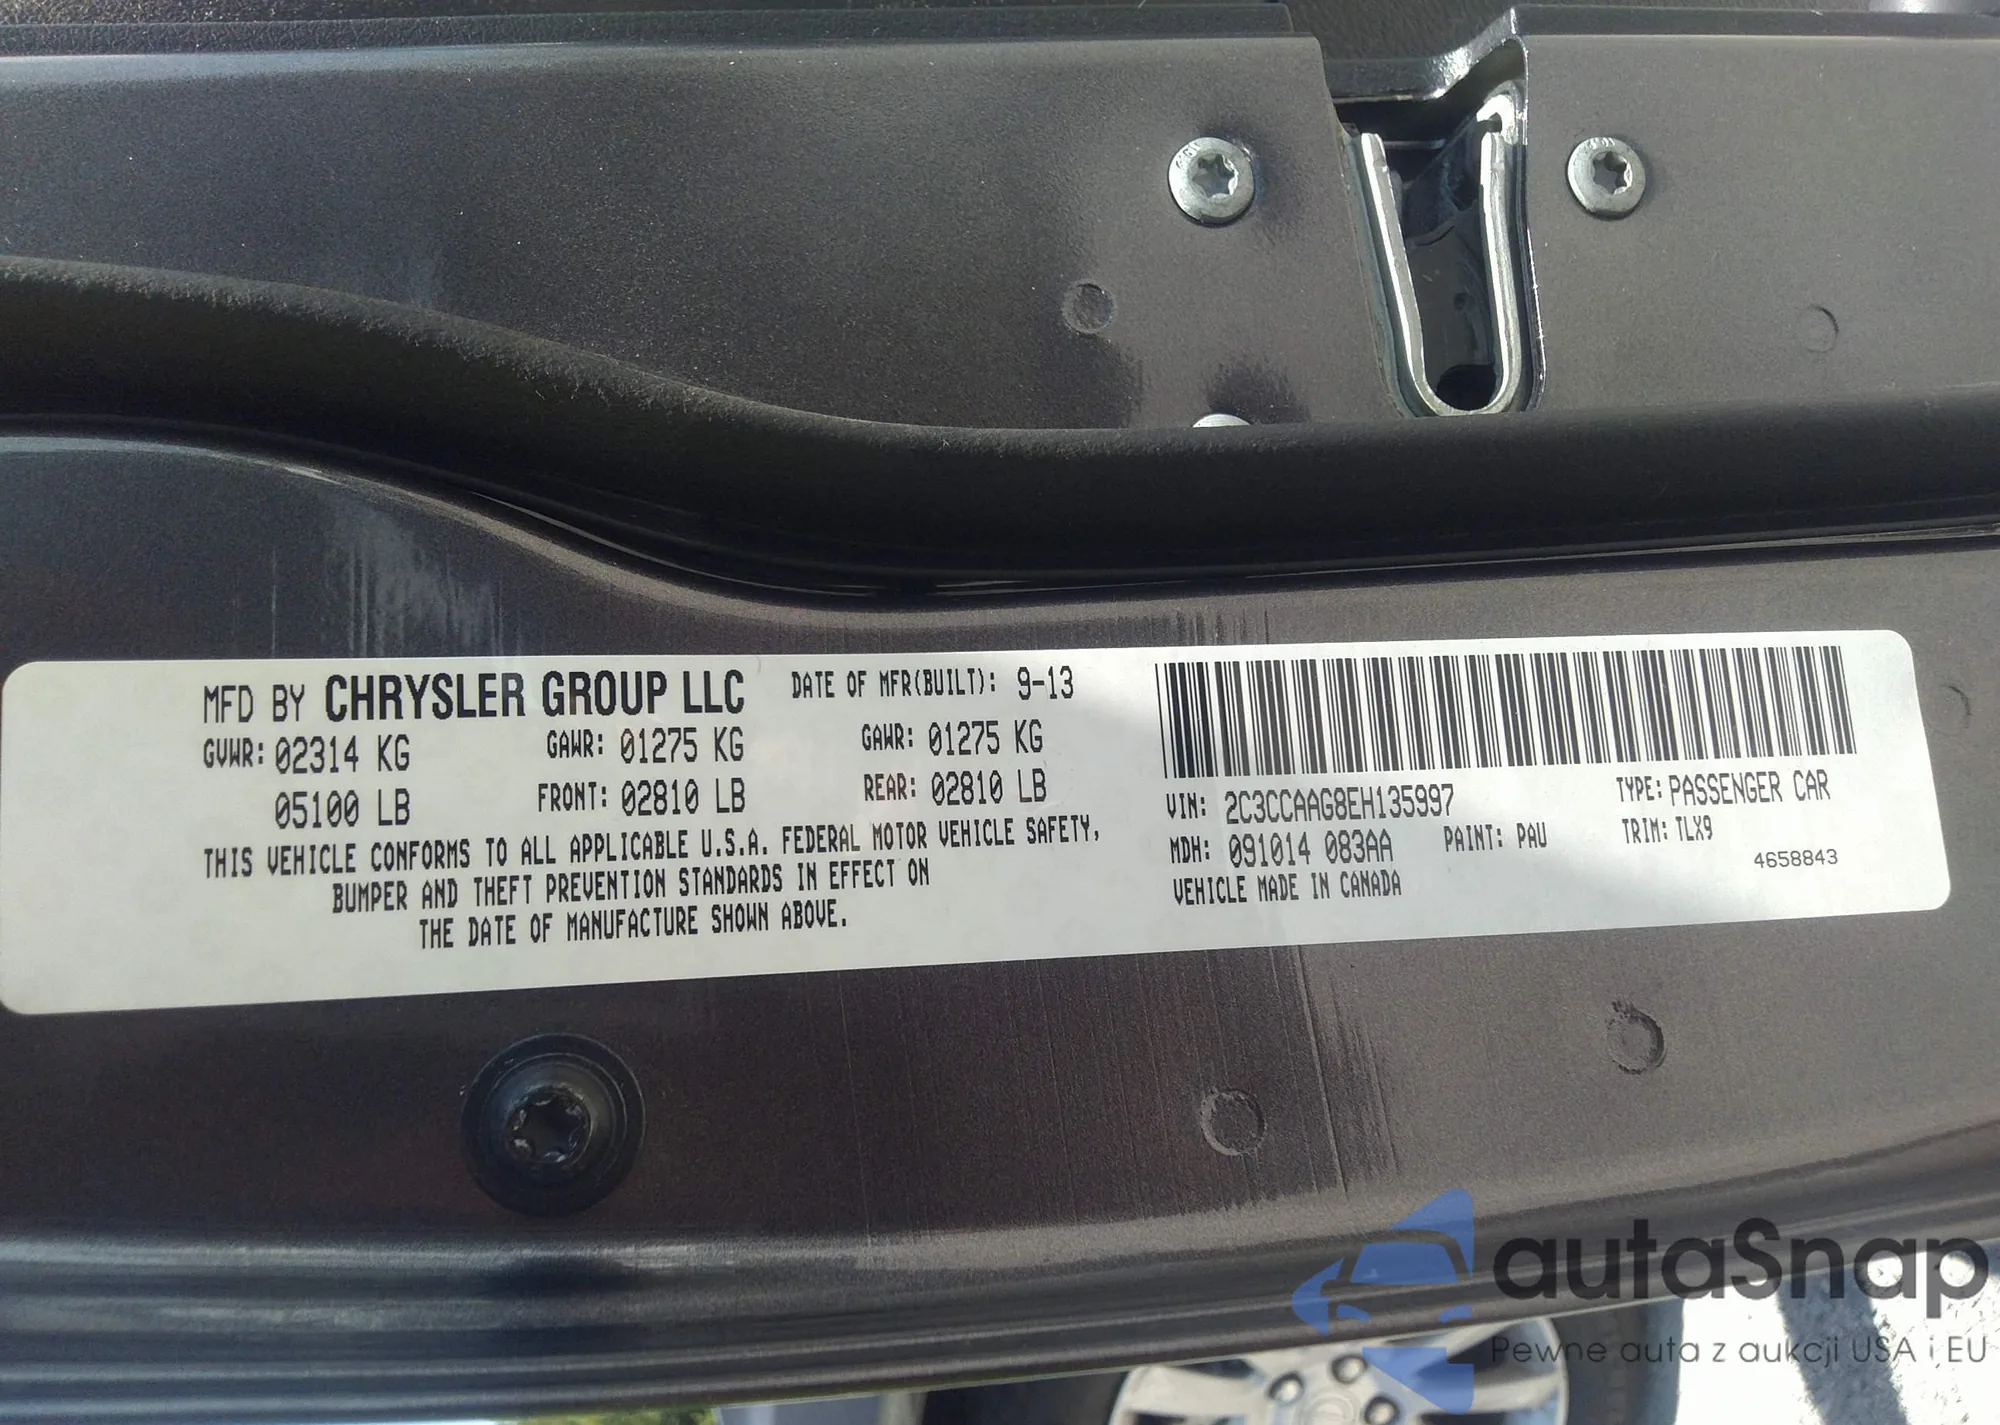 MFD BY CHRYSLER GROUP LLC DATE OF MFR(BUILT): 9-13
GVWR: 02314 KG GAWR: 01275 KG GAWR: 01275 KG
05100 LB FRONT: 02810 LB REAR: 02810 LB
THIS VEHICLE CONFORMS TO ALL APPLICABLE U.S.A. FEDERAL MOTOR VEHICLE SAFETY,
BUMPER AND THEFT PREVENTION STANDARDS IN EFFECT ON
THE DATE OF MANUFACTURE SHOWN ABOVE.
VIN: 2C3CCAAG8EH135997 TYPE: PASSENGER CAR
MDH: 091014 083AA PAINT: PAU TRIM: TLX9
VEHICLE MADE IN CANADA 4658843
autaSnap
Pewne auta z aukcji USA i EU